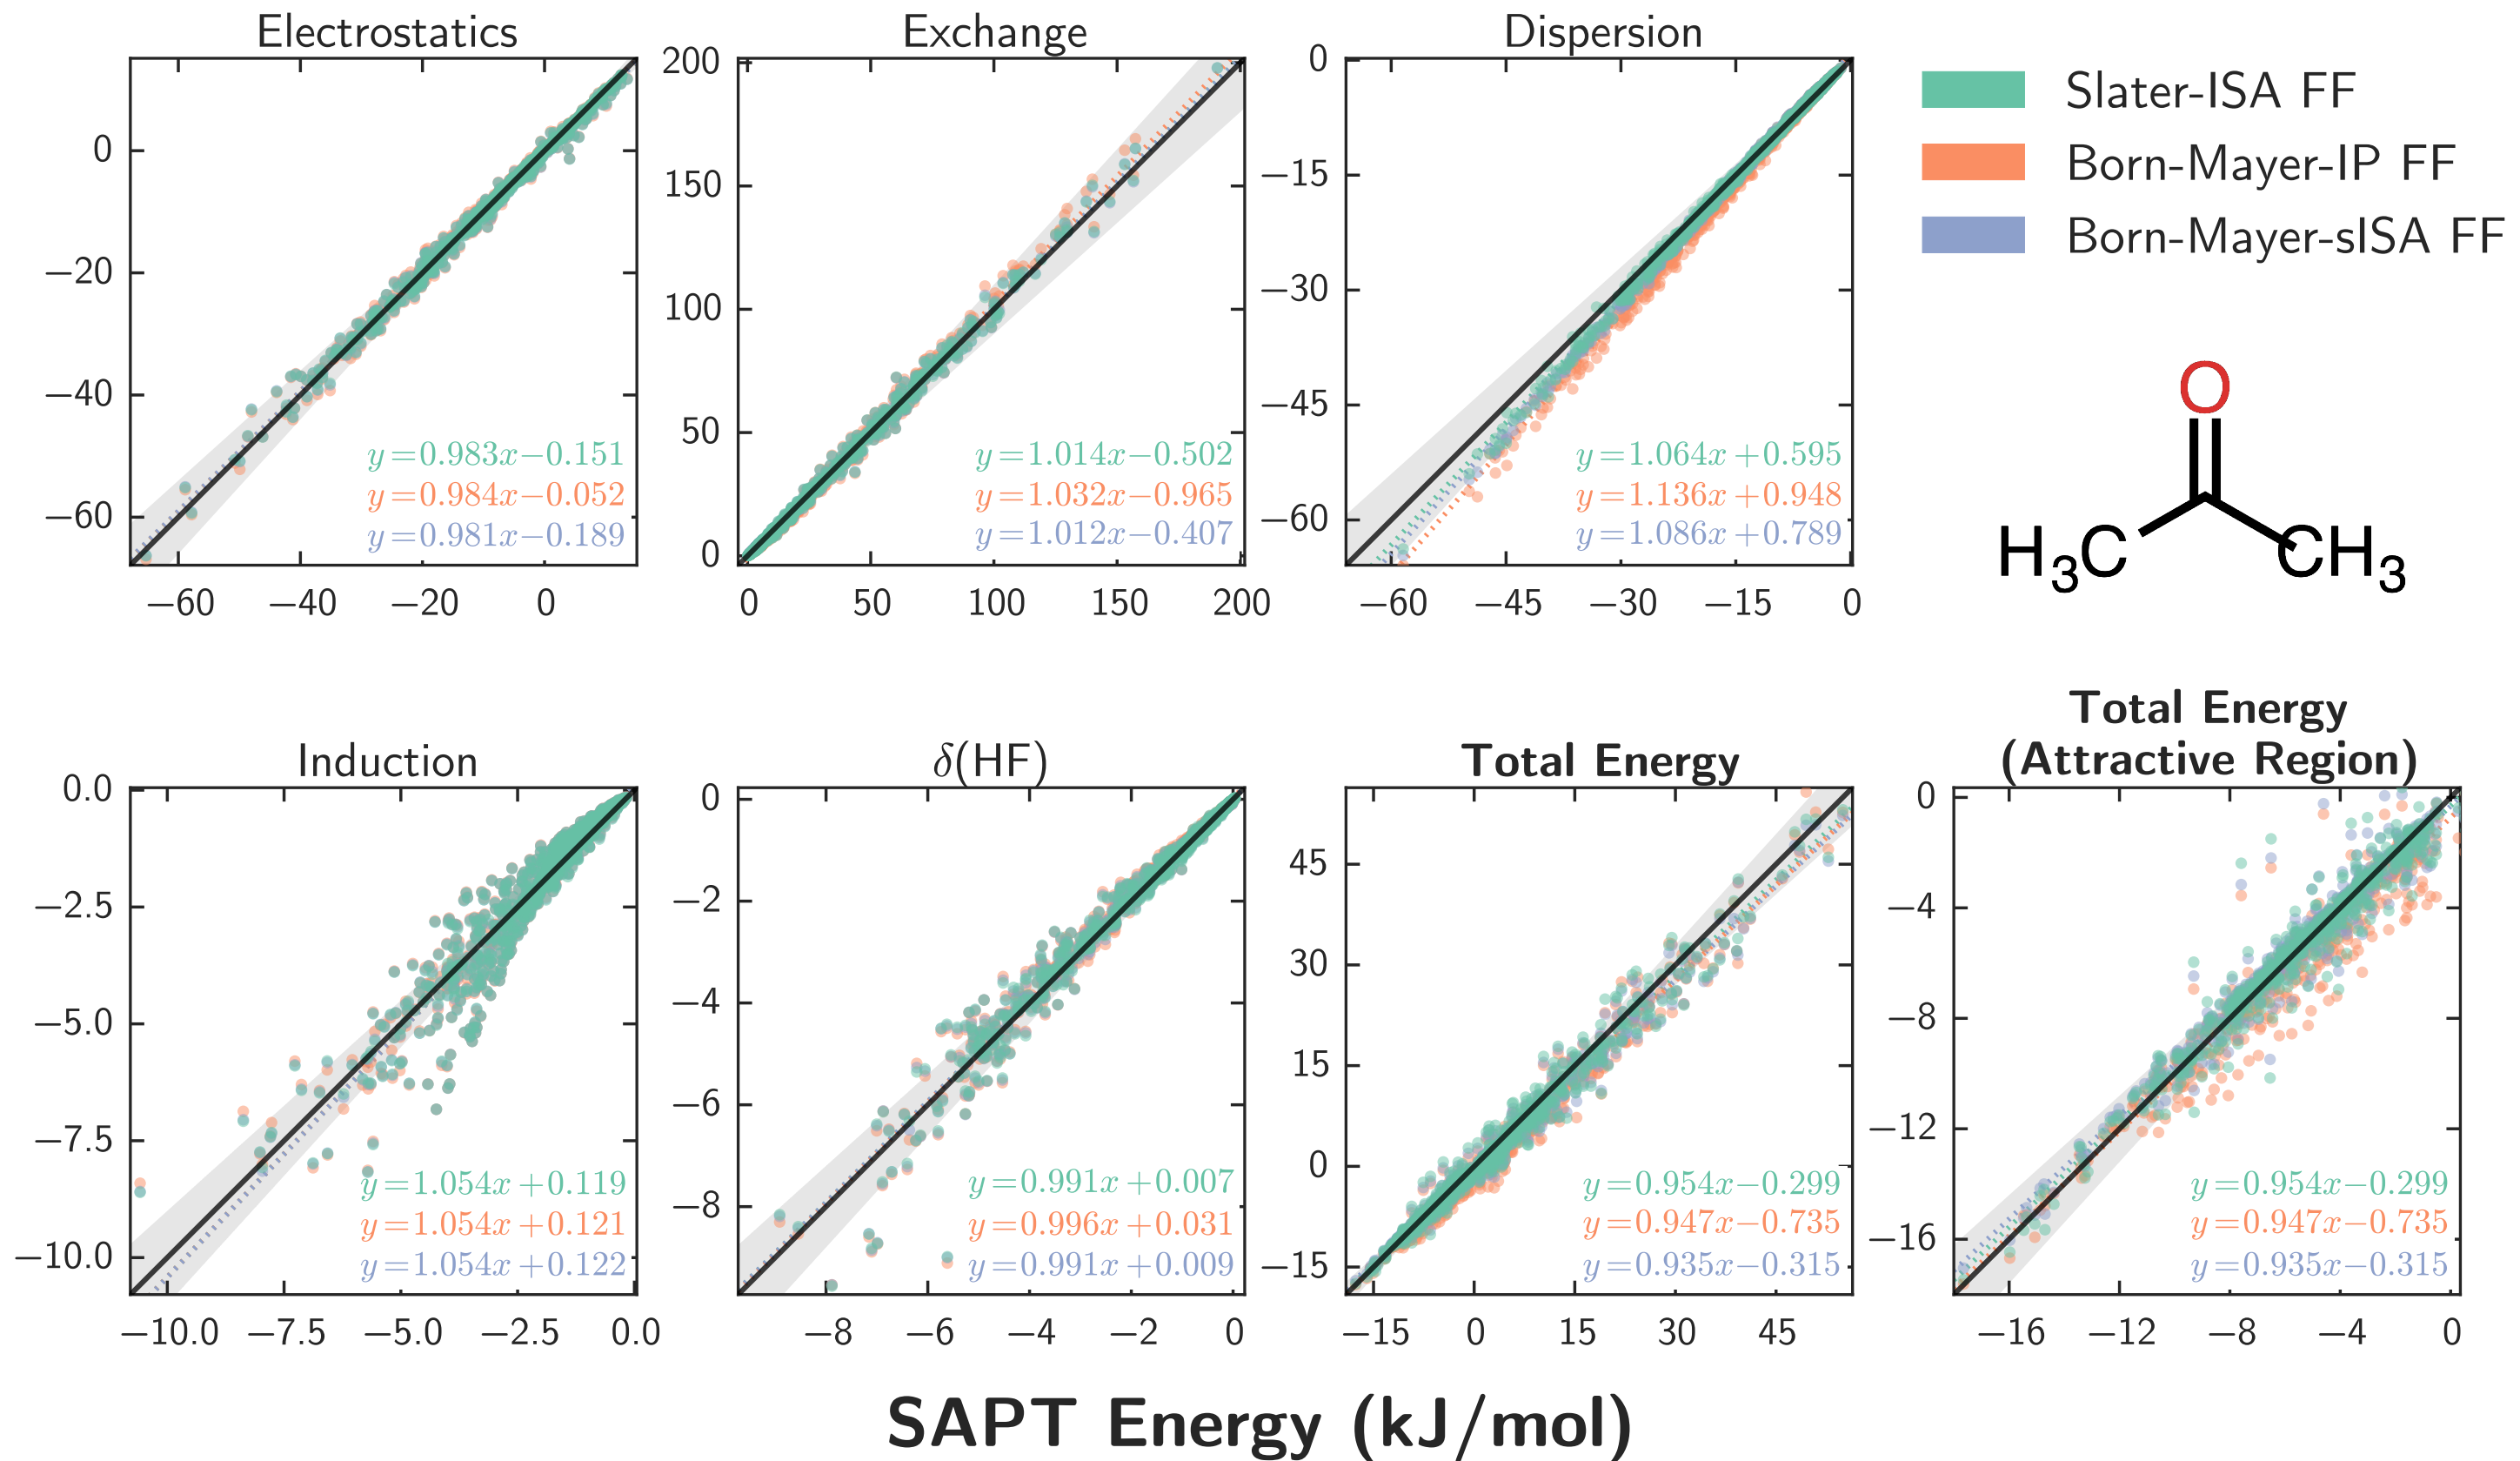 Electrostatics
0
−20
−40
−60
−60 −40 −20 0
y=0.983x−0.151
y=0.984x−0.052
y=0.981x−0.189
Exchange
200
150
100
50
0
0 50 100 150 200
y=1.014x−0.502
y=1.032x−0.965
y=1.012x−0.407
Dispersion
0
−15
−30
−45
−60
−60 −45 −30 −15 0
y=1.064x+0.595
y=1.136x+0.948
y=1.086x+0.789
Slater-ISA FF
Born-Mayer-IP FF
Born-Mayer-sISA FF
O
H3C CH3
Induction
0.0
−2.5
−5.0
−7.5
−10.0
−10.0 −7.5 −5.0 −2.5 0.0
y=1.054x+0.119
y=1.054x+0.121
y=1.054x+0.122
δ(HF)
0
−2
−4
−6
−8
−8 −6 −4 −2 0
y=0.991x+0.007
y=0.996x+0.031
y=0.991x+0.009
Total Energy
45
30
15
0
−15
−15 0 15 30 45
y=0.954x−0.299
y=0.947x−0.735
y=0.935x−0.315
Total Energy
(Attractive Region)
0
−4
−8
−12
−16
−16 −12 −8 −4 0
y=0.954x−0.299
y=0.947x−0.735
y=0.935x−0.315
SAPT Energy (kJ/mol)